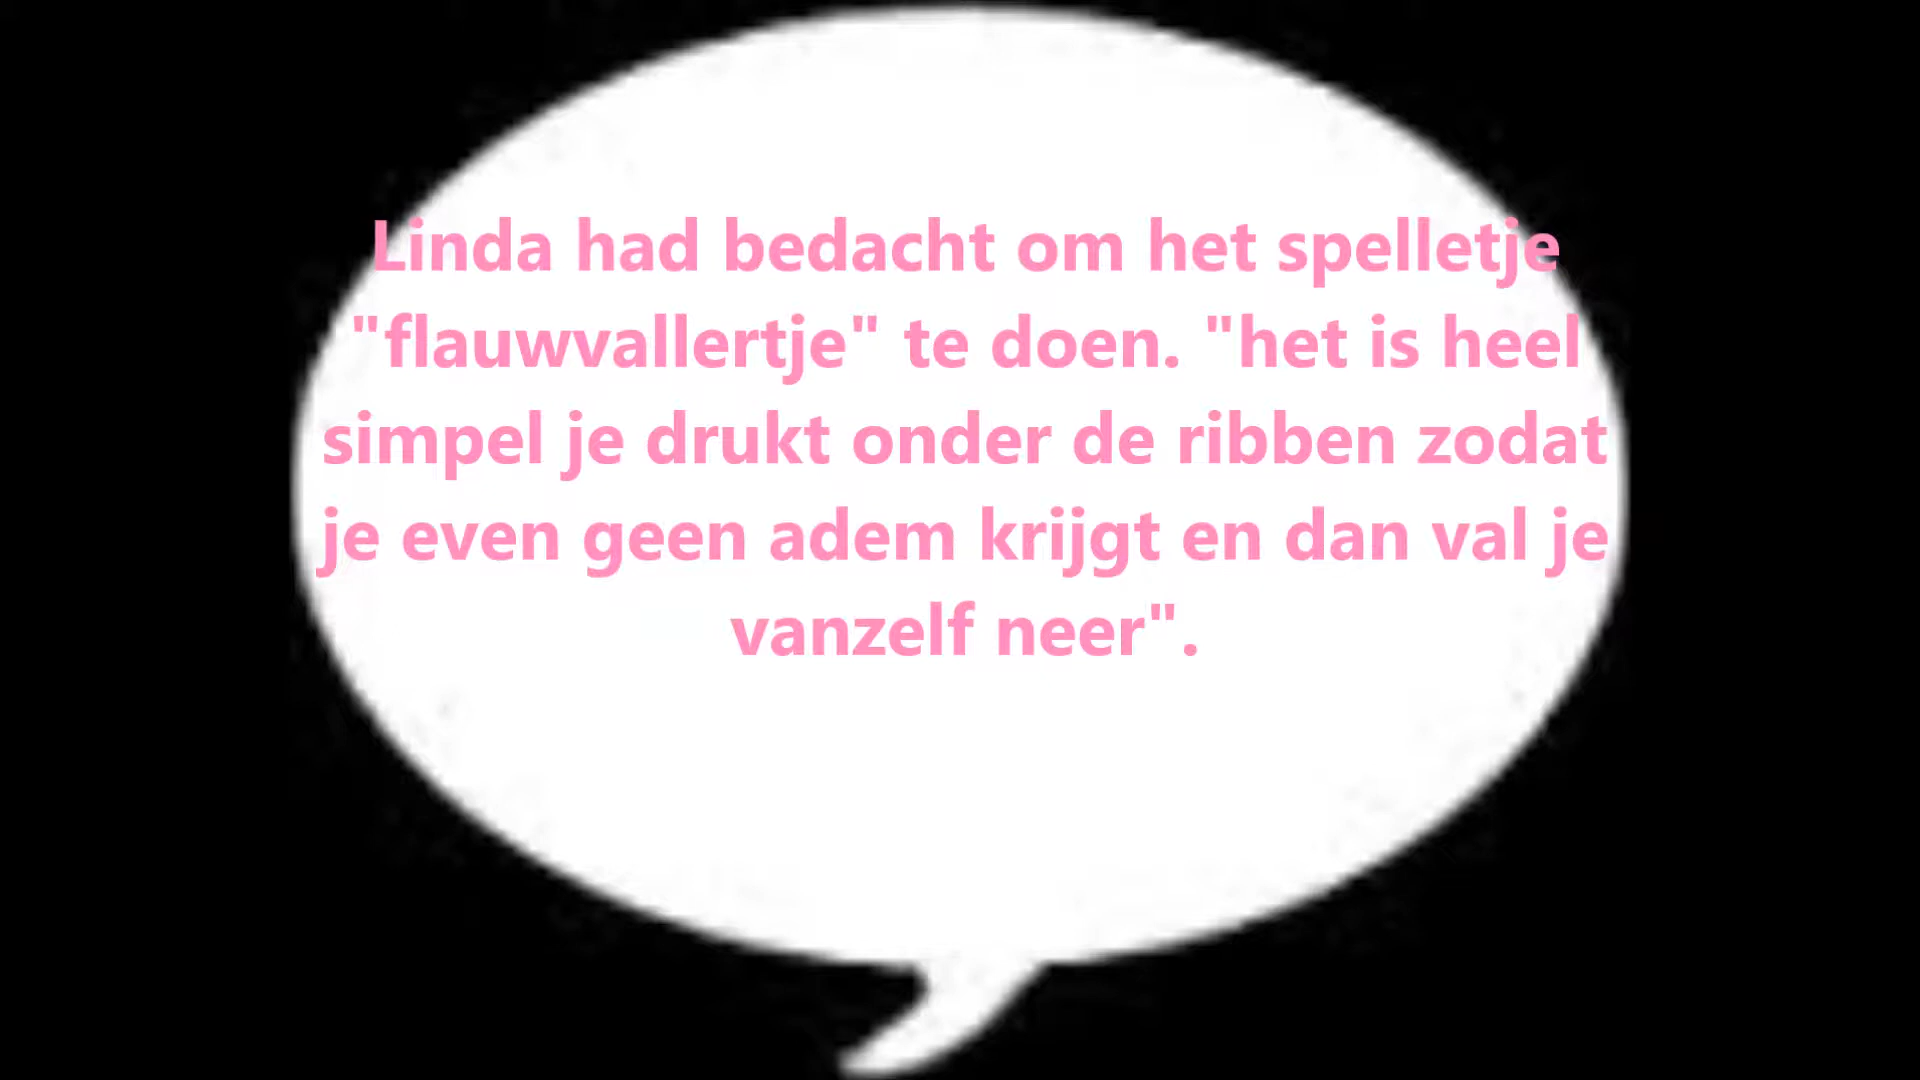 Linda had bedacht om het spelletje
"flauwvallertje" te doen. "het is heel
simpel je drukt onder de ribben zodat
je even geen adem krijgt en dan val je
vanzelf neer".